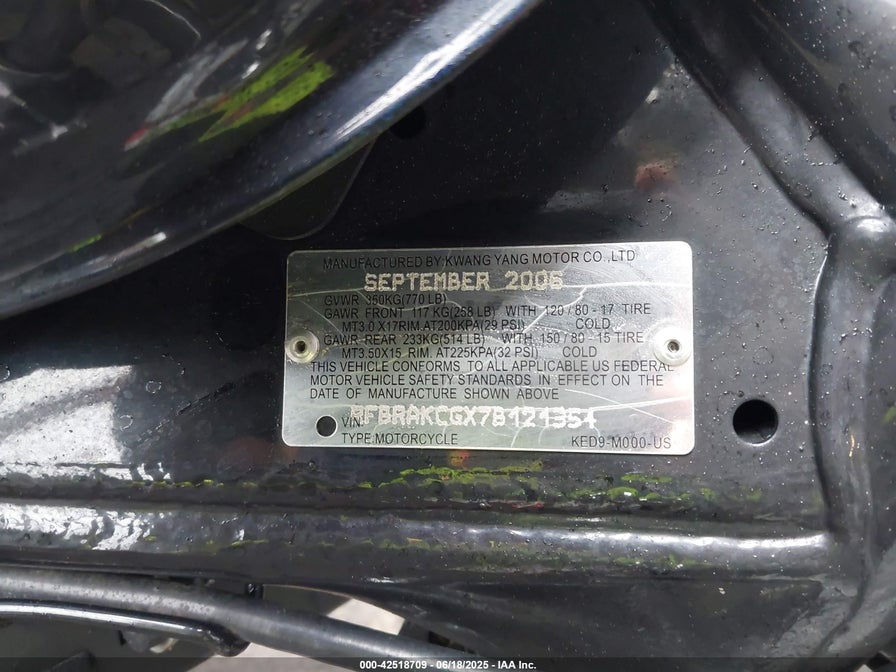 MANUFACTURED BY:KWANG YANG MOTOR CO.,LTD
SEPTEMBER 2006
GVWR 350KG(770 LB)
GAWR FRONT 117 KG(258 LB) WITH 120/80-17 TIRE
MT3.0 X17RIM.AT200KPA(29 PSI) COLD
GAWR REAR 233KG(514 LB) WITH 150/80-15 TIRE
MT3.50X15 RIM. AT225KPA(32 PSI) COLD
THIS VEHICLE CONFORMS TO ALL APPLICABLE US FEDERAL
MOTOR VEHICLE SAFETY STANDARDS IN EFFECT ON THE
DATE OF MANUFACTURE SHOWN ABOVE
VIN: RFBRAKCGX7B121354
TYPE:MOTORCYCLE KED9-M000-US
000-42518709 - 06/18/2025 - IAA Inc.